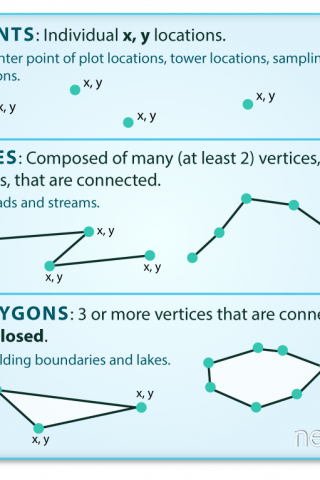 NTS: Individual x, y locations.
nter point of plot locations, tower locations, samplin
ons.
x, y
x, y
x, y
x, y
ES: Composed of many (at least 2) vertices,
s, that are connected.
ads and streams.
x, y
x, y
x, y
YGONS: 3 or more vertices that are conne
losed.
lding boundaries and lakes.
x, y
x, y
ne